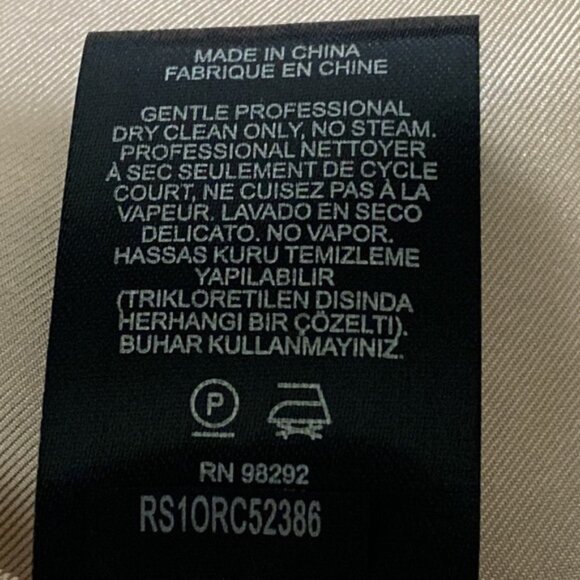 MADE IN CHINA
FABRIQUE EN CHINE
GENTLE PROFESSIONAL
DRY CLEAN ONLY, NO STEAM.
PROFESSIONAL NETTOYER
À SEC SEULEMENT DE CYCLE
COURT, NE CUISEZ PAS À LA
VAPEUR. LAVADO EN SECO
DELICATO. NO VAPOR.
HASSAS KURU TEMIZLEME
YAPILABILIR
(TRIKLORETILEN DISINDA
HERHANGI BIR ÇÖZELTI).
BUHAR KULLANMAYINIZ.
P
RN 98292
RS1ORC52386